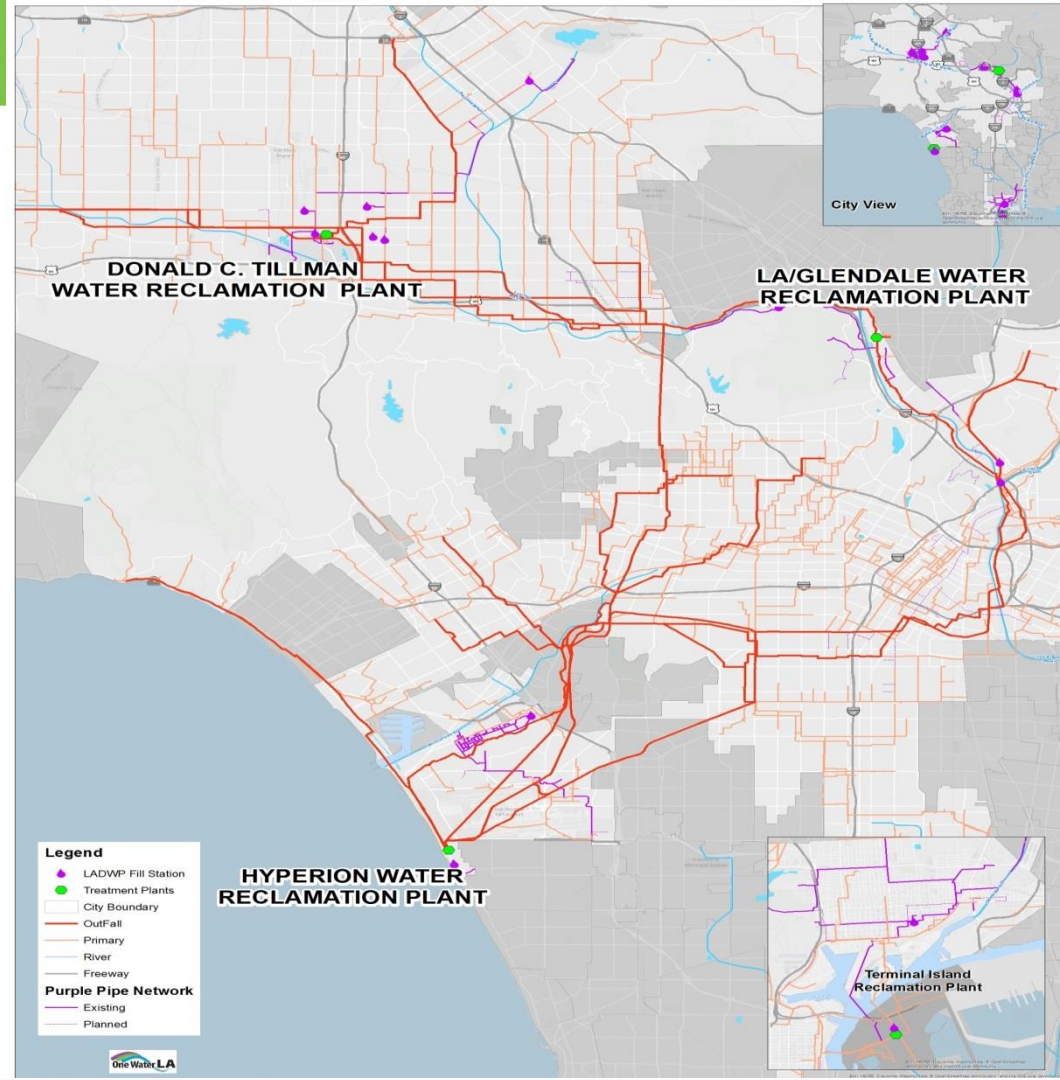 City View
DONALD C. TILLMAN
WATER RECLAMATION PLANT
LA/GLENDALE WATER
RECLAMATION PLANT
HYPERION WATER
RECLAMATION PLANT
Legend
LADWP Fill Station
Treatment Plants
City Boundary
OutFall
Primary
River
Freeway
Purple Pipe Network
Existing
Planned
One Water LA
Terminal Island
Reclamation Plant